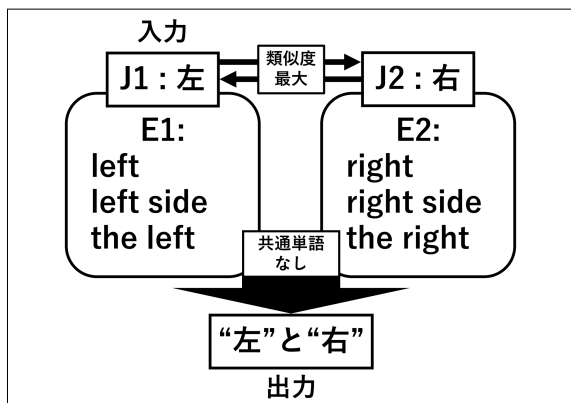 入力
J1：左
類似度
最大
J2：右
E1:
left
left side
the left
E2:
right
right side
the right
共通単語
なし
“左”と“右”
出力